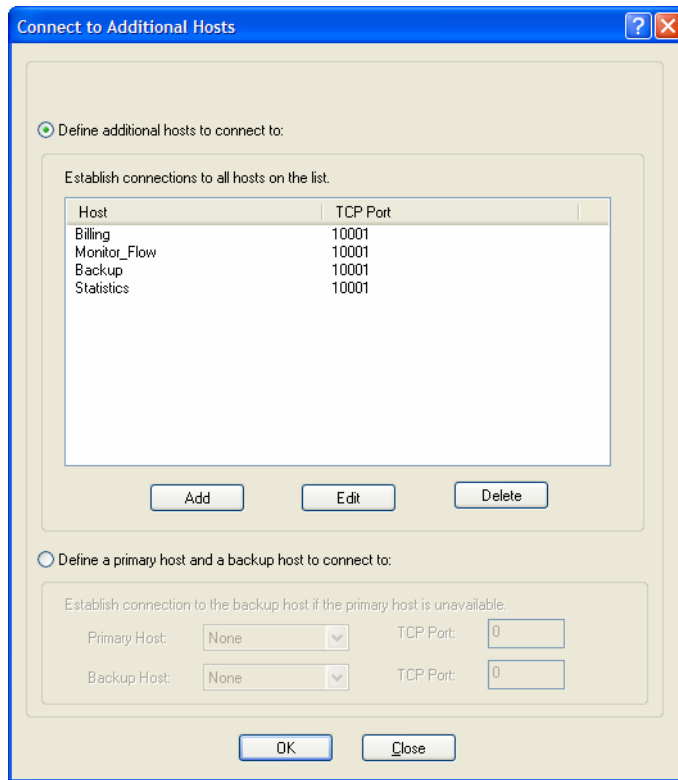 Connect to Additional Hosts
Define additional hosts to connect to:
Establish connections to all hosts on the list.
Host TCP Port
Billing 10001
Monitor_Flow 10001
Backup 10001
Statistics 10001
Add Edit Delete
Define a primary host and a backup host to connect to:
Establish connection to the backup host if the primary host is unavailable.
Primary Host: None TCP Port: 0
Backup Host: None TCP Port: 0
OK Close